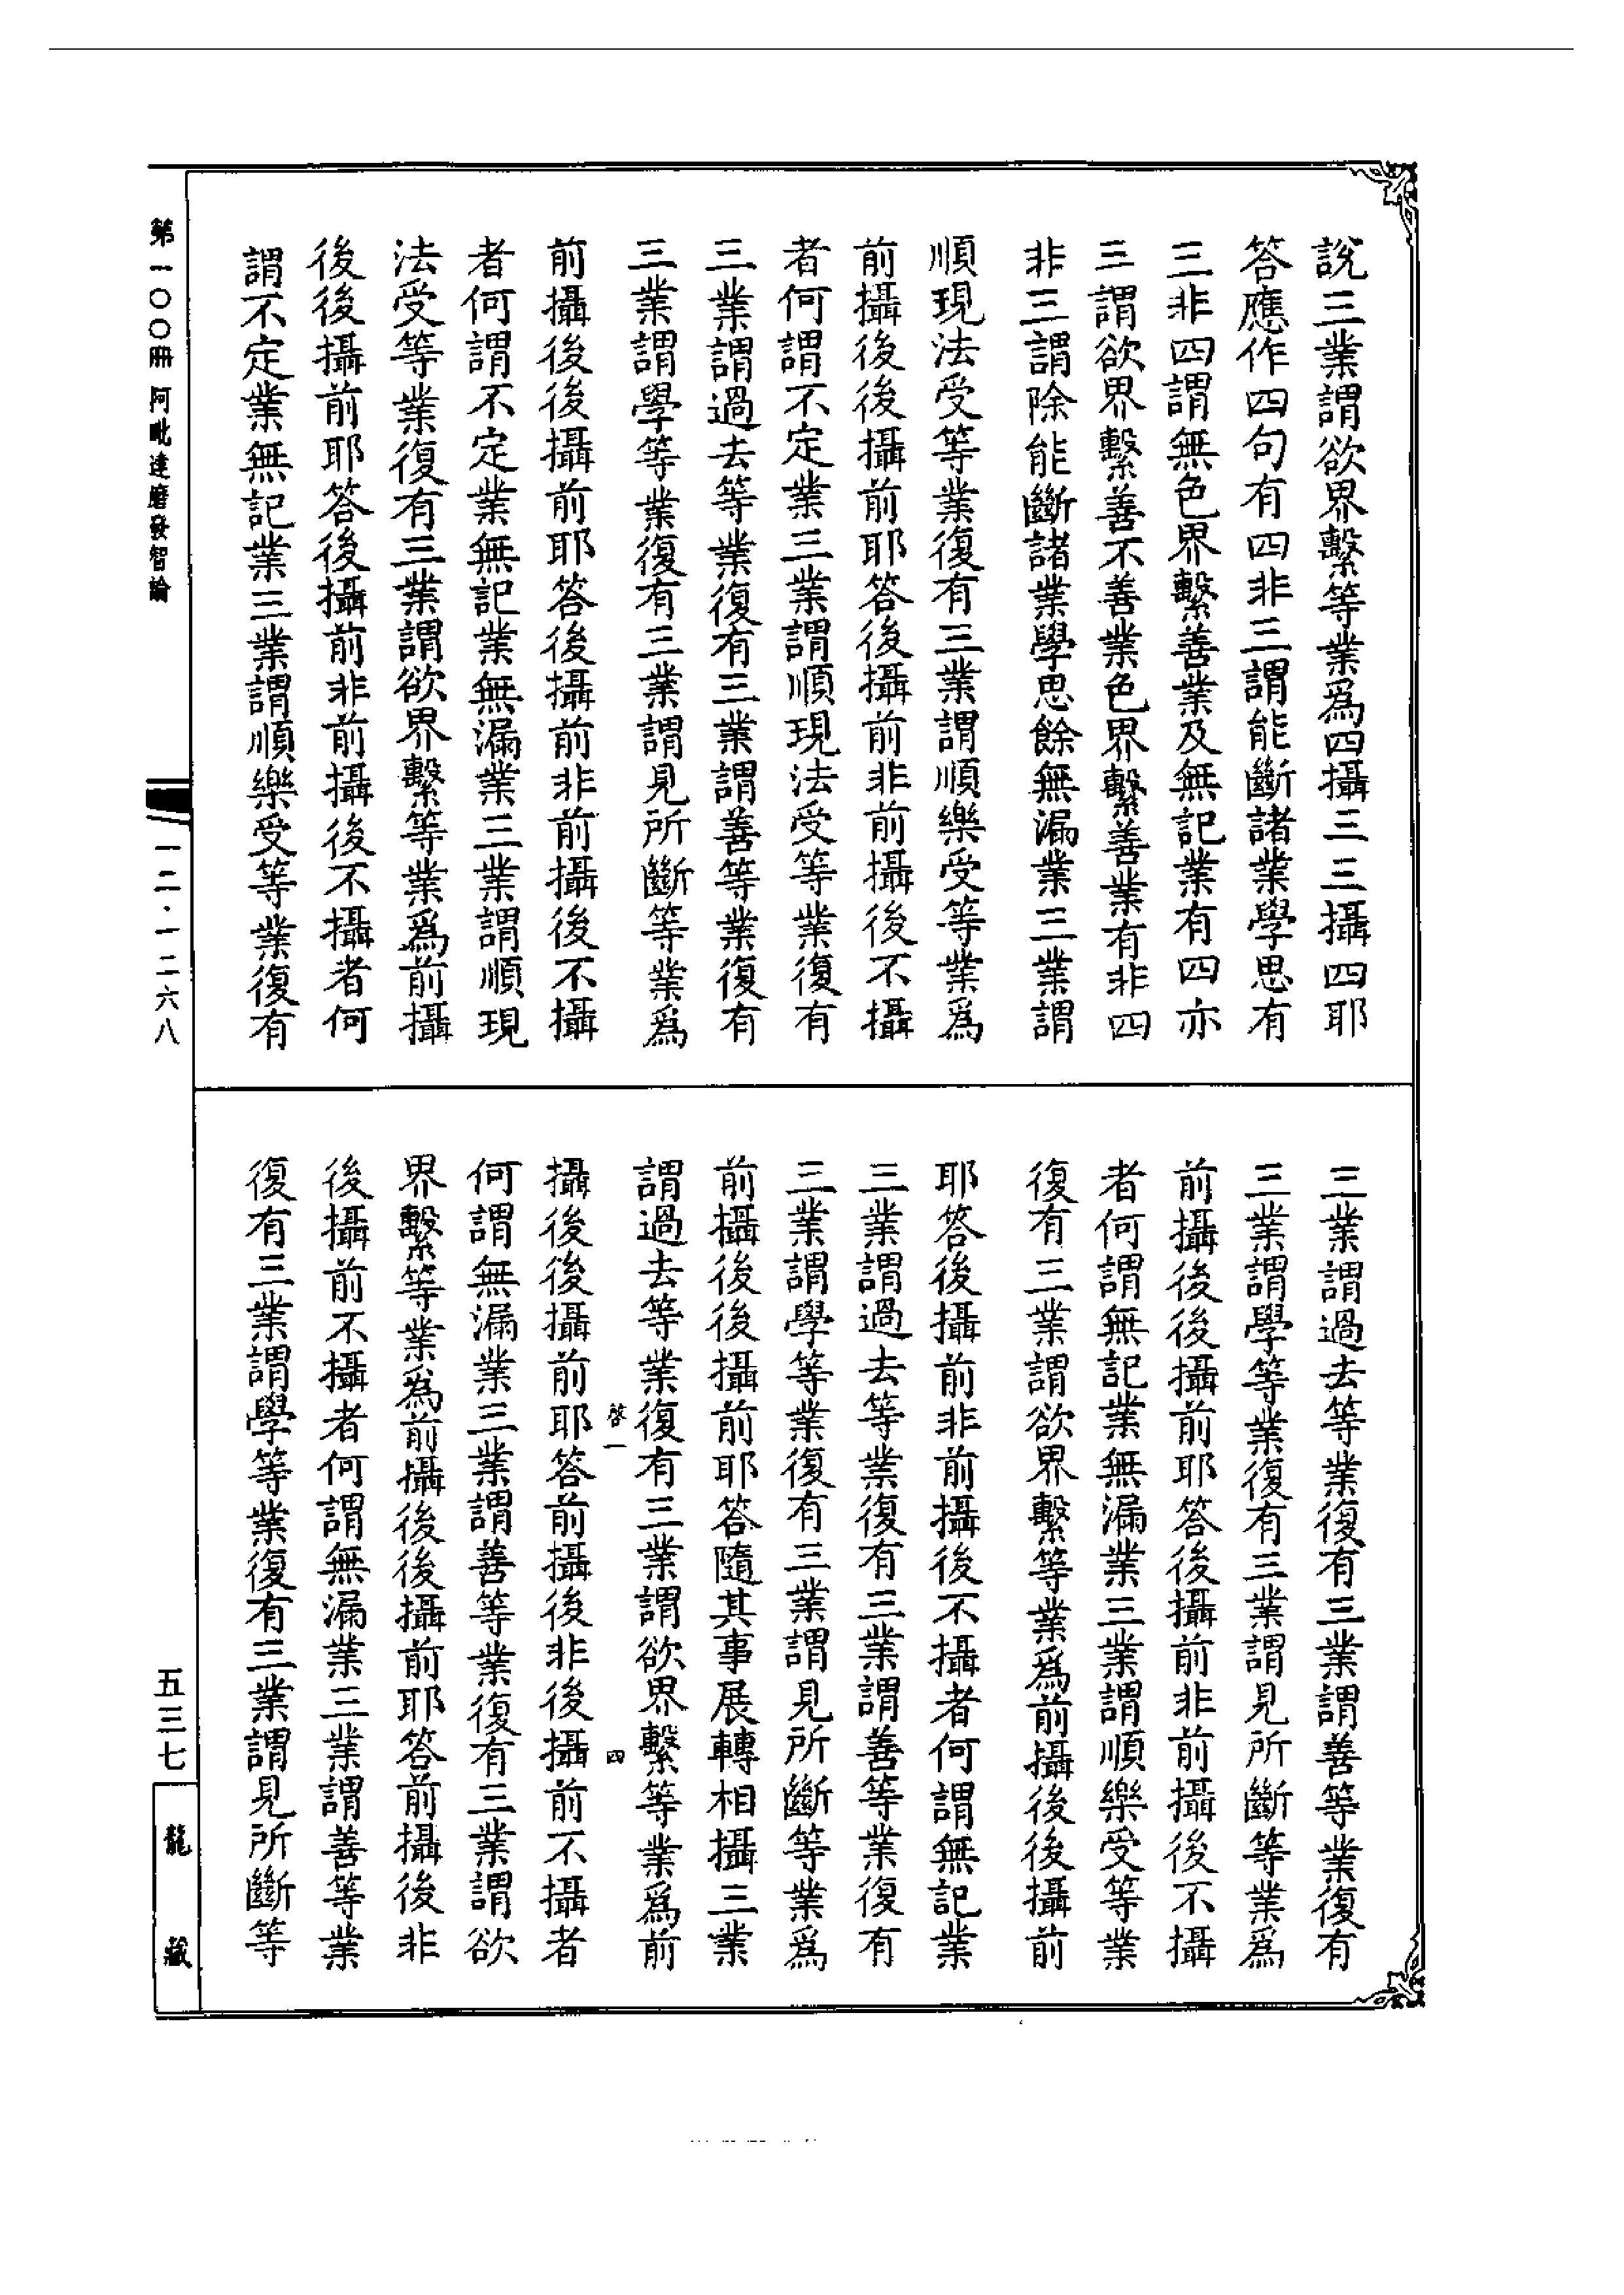 說三業謂欲界繫等業爲四攝三三攝四耶
答應作四句有四非三謂能斷諸業學思有
三非四謂無色界繫善業及無記業有四亦
三謂欲界繫善不善業色界繫善業有非四
非三謂除能斷諸業學思餘無漏業三業謂
順現法受等業復有三業謂順樂受等業爲
前攝後後攝前耶答後攝前非前攝後不攝
者何謂不定業三業謂順現法受等業復有
三業謂過去等業復有三業謂善等業復有
三業謂學等業復有三業謂見所斷等業爲
前攝後後攝前耶答後攝前非前攝後不攝
者何謂不定業無記業無漏業三業謂順現
法受等業復有三業謂欲界繫等業爲前攝
後後攝前耶答後攝前非前攝後不攝者何
謂不定業無記業三業謂順樂受等業復有
三業謂過去等業復有三業謂善等業復有
三業謂學等業復有三業謂見所斷等業爲
前攝後後攝前耶答後攝前非前攝後不攝
者何謂無記業無漏業三業謂順樂受等業
復有三業謂欲界繫等業爲前攝後後攝前
耶答後攝前非前攝後不攝者何謂無記業
三業謂過去等業復有三業謂善等業復有
三業謂學等業復有三業謂見所斷等業爲
前攝後後攝前耶答隨其事展轉相攝三業
謂過去等業復有三業謂欲界繫等業爲前
啓一 四
攝後後攝前耶答前攝後非後攝前不攝者
何謂無漏業三業謂善等業復有三業謂欲
界繫等業爲前攝後後攝前耶答前攝後非
後攝前不攝者何謂無漏業三業謂善等業
復有三業謂學等業復有三業謂見所斷等
第一〇〇冊 阿毗達磨發智論
一二·一二六八
五三七
龍藏